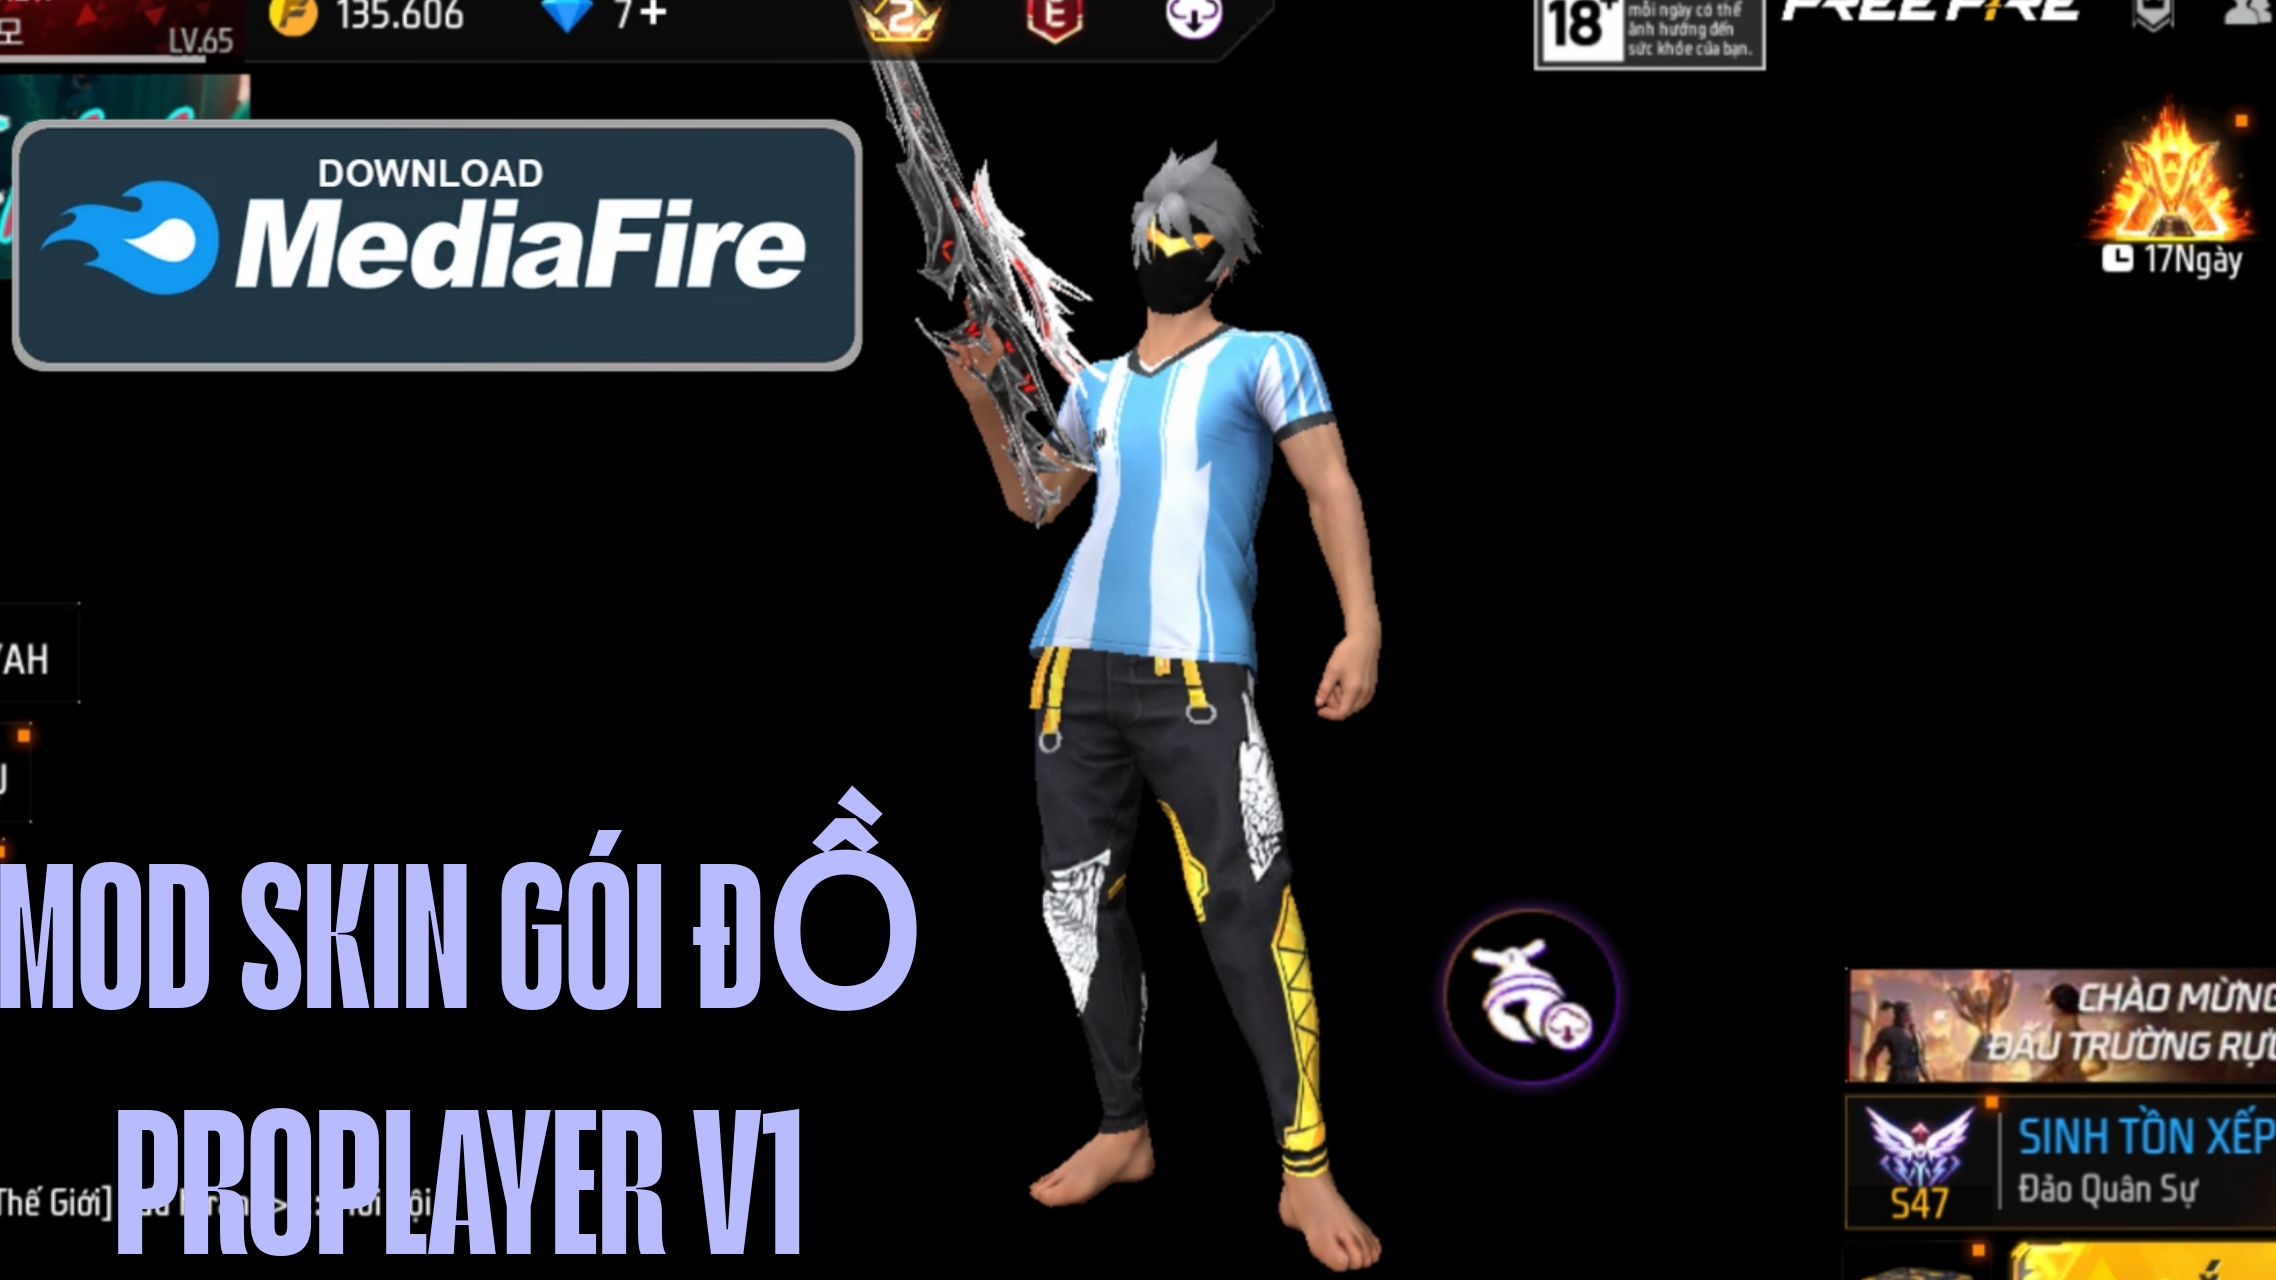 LV.65
135.606
7+
2
E
18+
mỗi ngày có thể
ảnh hưởng đến
sức khỏe của bạn.
FREE FIRE
DOWNLOAD
MediaFire
17Ngày
YAH
MOD SKIN GÓI ĐỒ
PROPLAYER V1
Thế Giới]
CHÀO MỪNG
ĐẤU TRƯỜNG
SINH TỒN XẾP
Đảo Quân Sự
S47